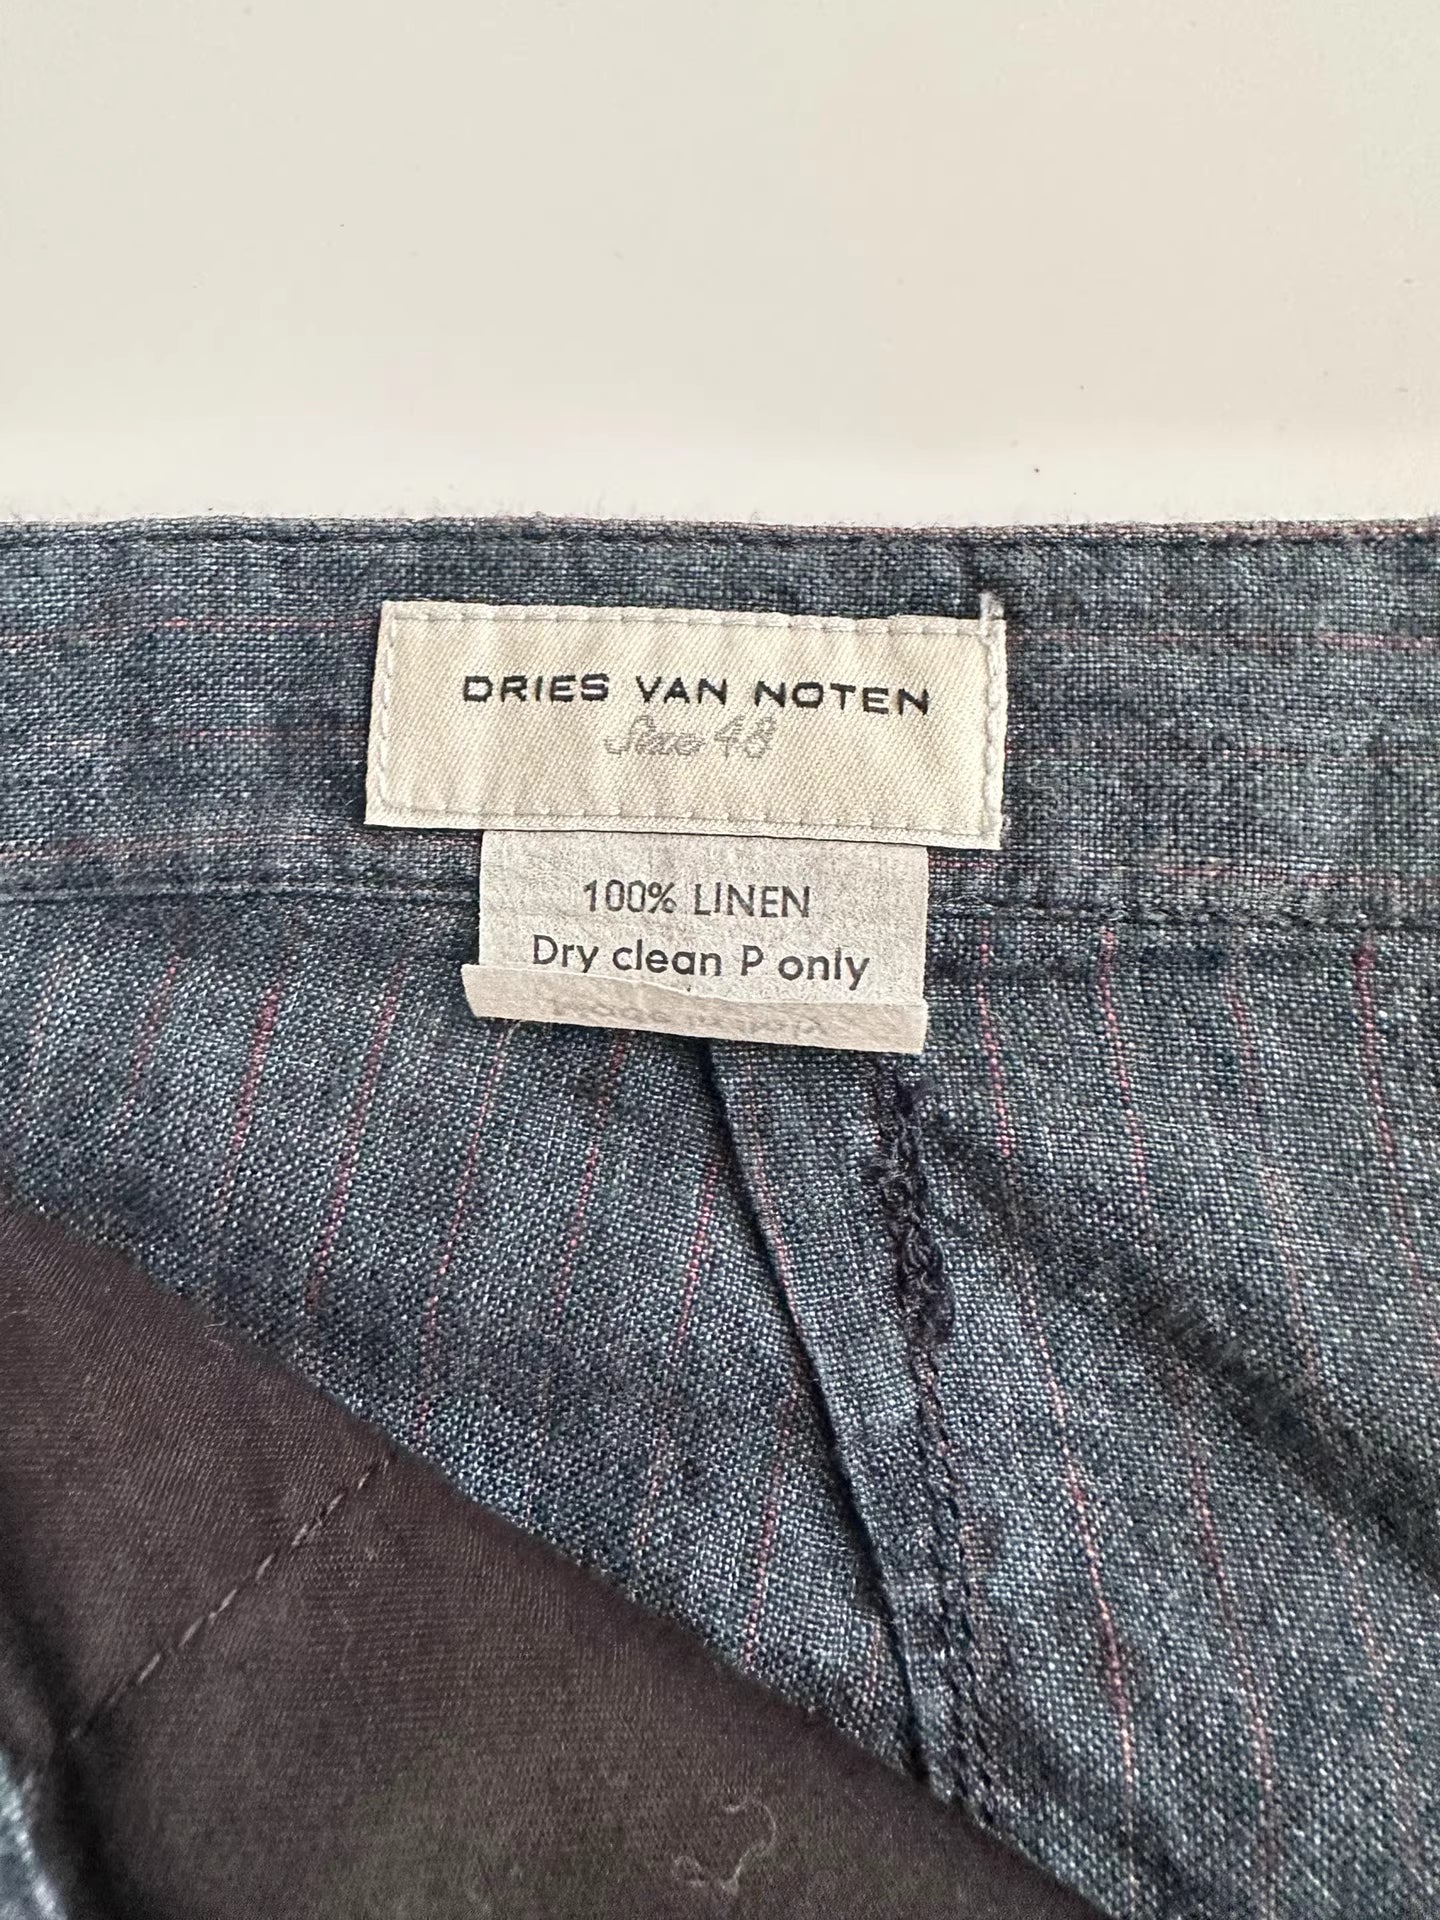 DRIES VAN NOTEN
Size 48
100% LINEN
Dry clean P only